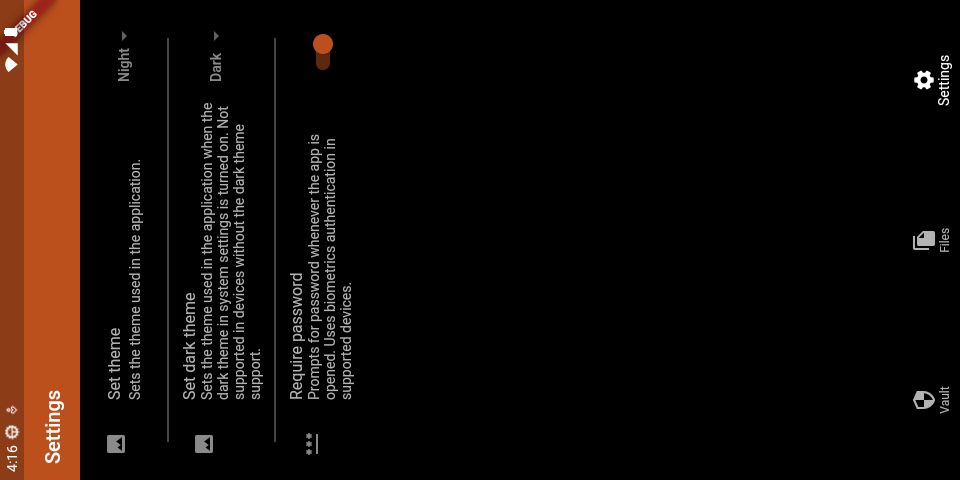 4:16
EBUG
Settings
Set theme
Sets the theme used in the application.
Night
Set dark theme
Sets the theme used in the application when the
dark theme in system settings is turned on. Not
supported in devices without the dark theme
support.
Dark
Require password
Prompts for password whenever the app is
opened. Uses biometrics authentication in
supported devices.
Vault
Files
Settings